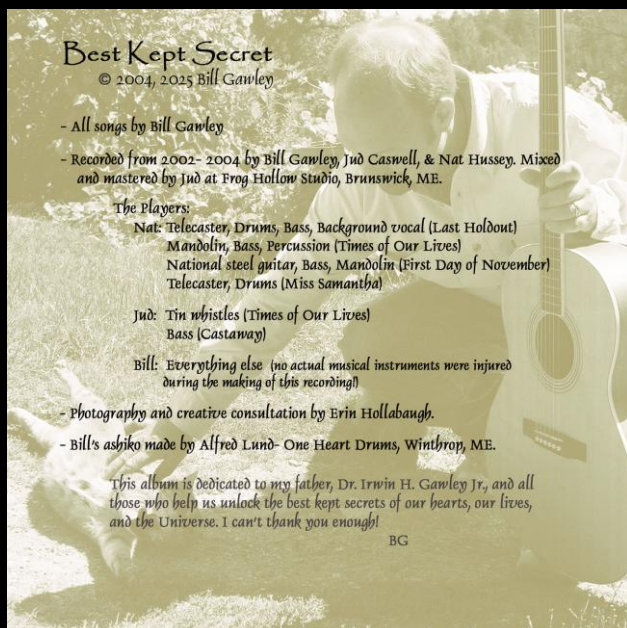 Best Kept Secret
© 2004, 2025 Bill Gawley
- All songs by Bill Gawley
- Recorded from 2002- 2004 by Bill Gawley, Jud Caswell, & Nat Hussey. Mixed
and mastered by Jud at Frog Hollow Studio, Brunswick, ME.
The Players:
Nat: Telecaster, Drums, Bass, Background vocal (Last Holdout)
Mandolin, Bass, Percussion (Times of Our Lives)
National steel guitar, Bass, Mandolin (First Day of November)
Telecaster, Drums (Miss Samantha)
Jud: Tin whistles (Times of Our Lives)
Bass (Castaway)
Bill: Everything else (no actual musical instruments were injured
during the making of this recording!)
- Photography and creative consultation by Erin Hollabaugh.
- Bill's ashiko made by Alfred Lund- One Heart Drums, Winthrop, ME.
This album is dedicated to my father, Dr. Irwin H. Gawley Jr., and all
those who help us unlock the best kept secrets of our hearts, our lives,
and the Universe. I can't thank you enough!
BG